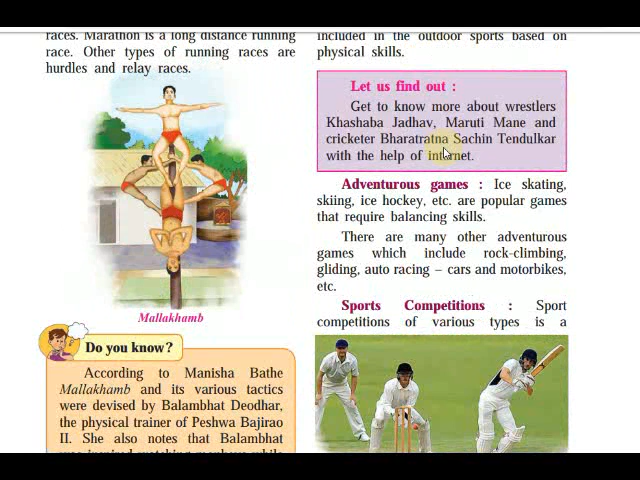 races. Marathon is a long distance running
race. Other types of running races are
hurdles and relay races.
Mallakhamb
Do you know?
According to Manisha Bathe
Mallakhamb and its various tactics
were devised by Balambhat Deodhar,
the physical trainer of Peshwa Bajirao
II. She also notes that Balambhat
included in the outdoor sports based on
physical skills.
Let us find out :
Get to know more about wrestlers
Khashaba Jadhav, Maruti Mane and
cricketer Bharatratna Sachin Tendulkar
with the help of internet.
Adventurous games : Ice skating,
skiing, ice hockey, etc. are popular games
that require balancing skills.
There are many other adventurous
games which include rock-climbing,
gliding, auto racing – cars and motorbikes,
etc.
Sports Competitions : Sport
competitions of various types is a